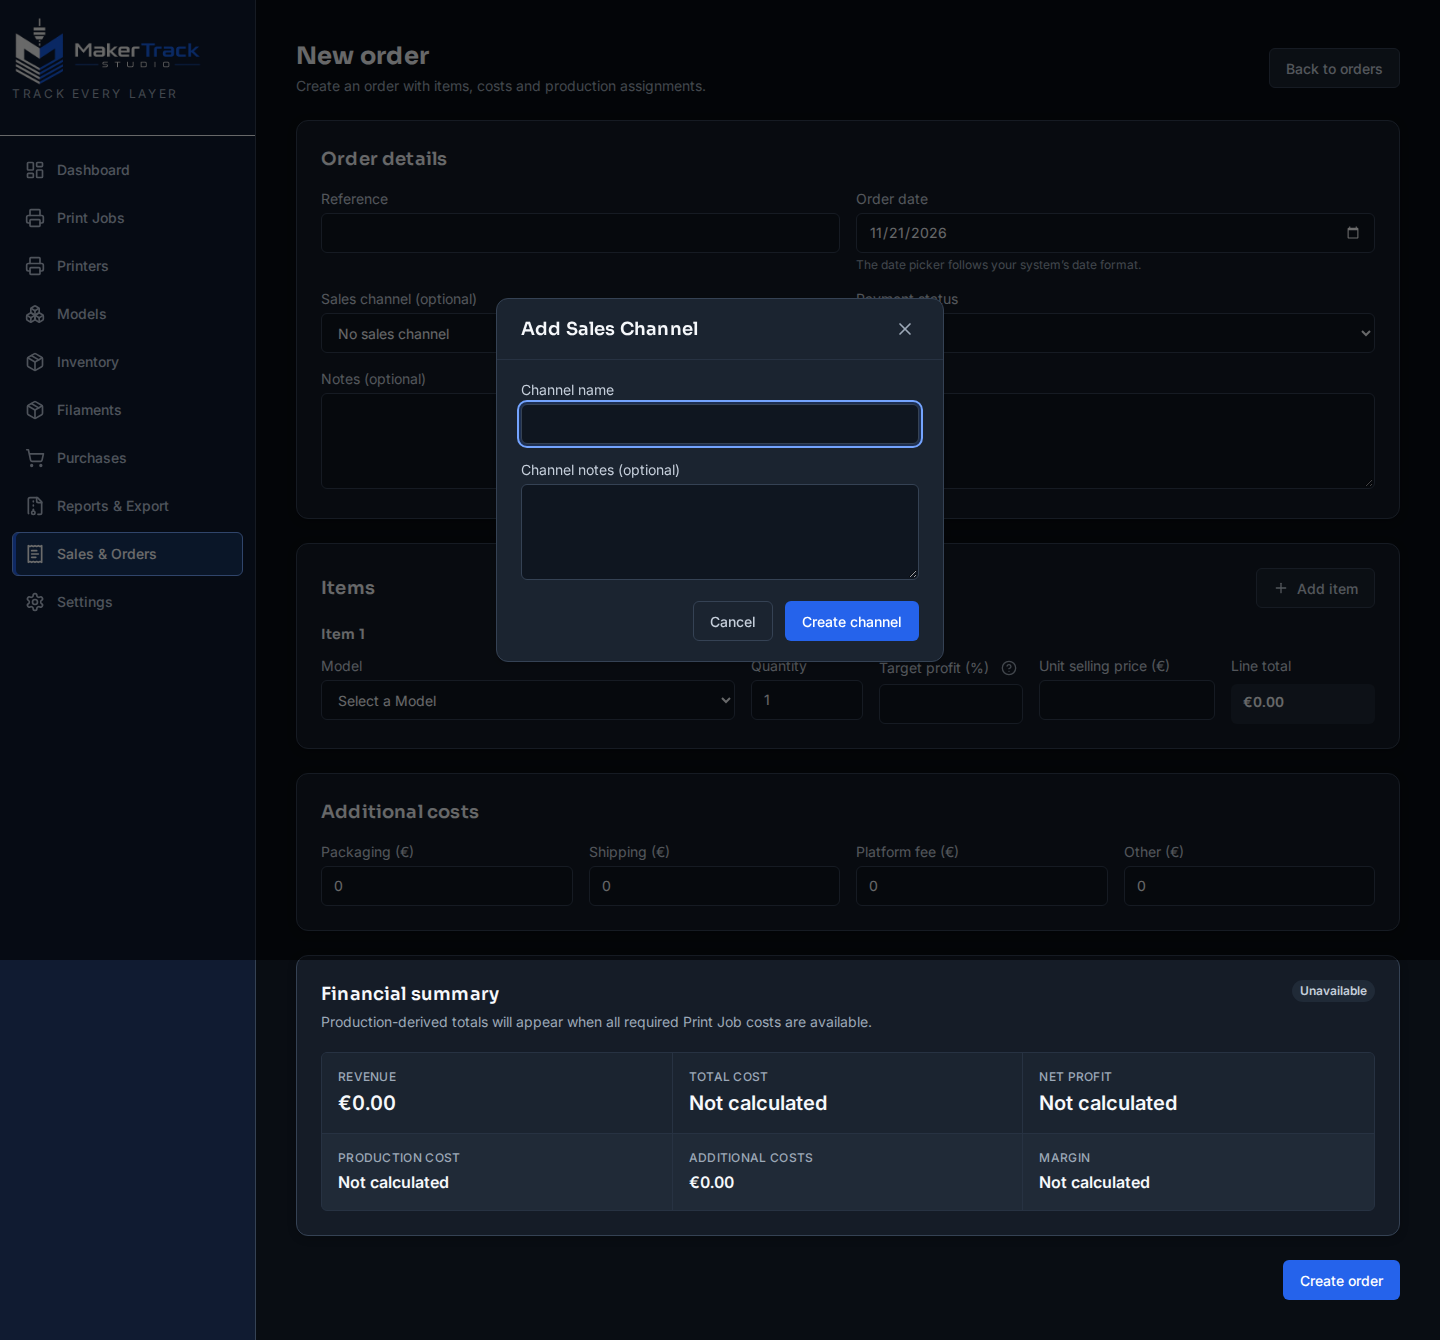 MakerTrack
STUDIO
TRACK EVERY LAYER
Dashboard
Print Jobs
Printers
Models
Inventory
Filaments
Purchases
Reports & Export
Sales & Orders
Settings
New order
Create an order with items, costs and production assignments.
Back to orders
Order details
Reference
Order date
11/21/2026
The date picker follows your system's date format.
Sales channel (optional)
Payment status
No sales channel
Notes (optional)
Add Sales Channel
Channel name
Channel notes (optional)
Cancel
Create channel
Items
Add item
Item 1
Model
Quantity
Target profit (%)
Unit selling price (€)
Line total
Select a Model
1
€0.00
Additional costs
Packaging (€)
Shipping (€)
Platform fee (€)
Other (€)
0
0
0
0
Financial summary
Unavailable
Production-derived totals will appear when all required Print Job costs are available.
REVENUE
€0.00
TOTAL COST
Not calculated
NET PROFIT
Not calculated
PRODUCTION COST
Not calculated
ADDITIONAL COSTS
€0.00
MARGIN
Not calculated
Create order